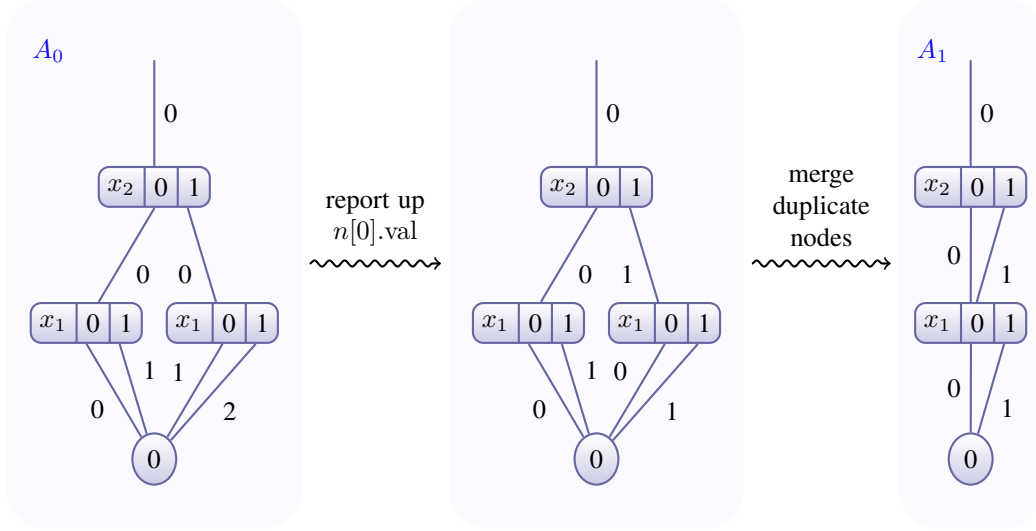 A₀
0
x₂ 0 1
0 0
x₁ 0 1 x₁ 0 1
1 1
0 2
0
report up
n[0].val
0
x₂ 0 1
0 1
x₁ 0 1 x₁ 0 1
1 0
0 1
0
merge
duplicate
nodes
A₁
0
x₂ 0 1
0
1
x₁ 0 1
0
1
0